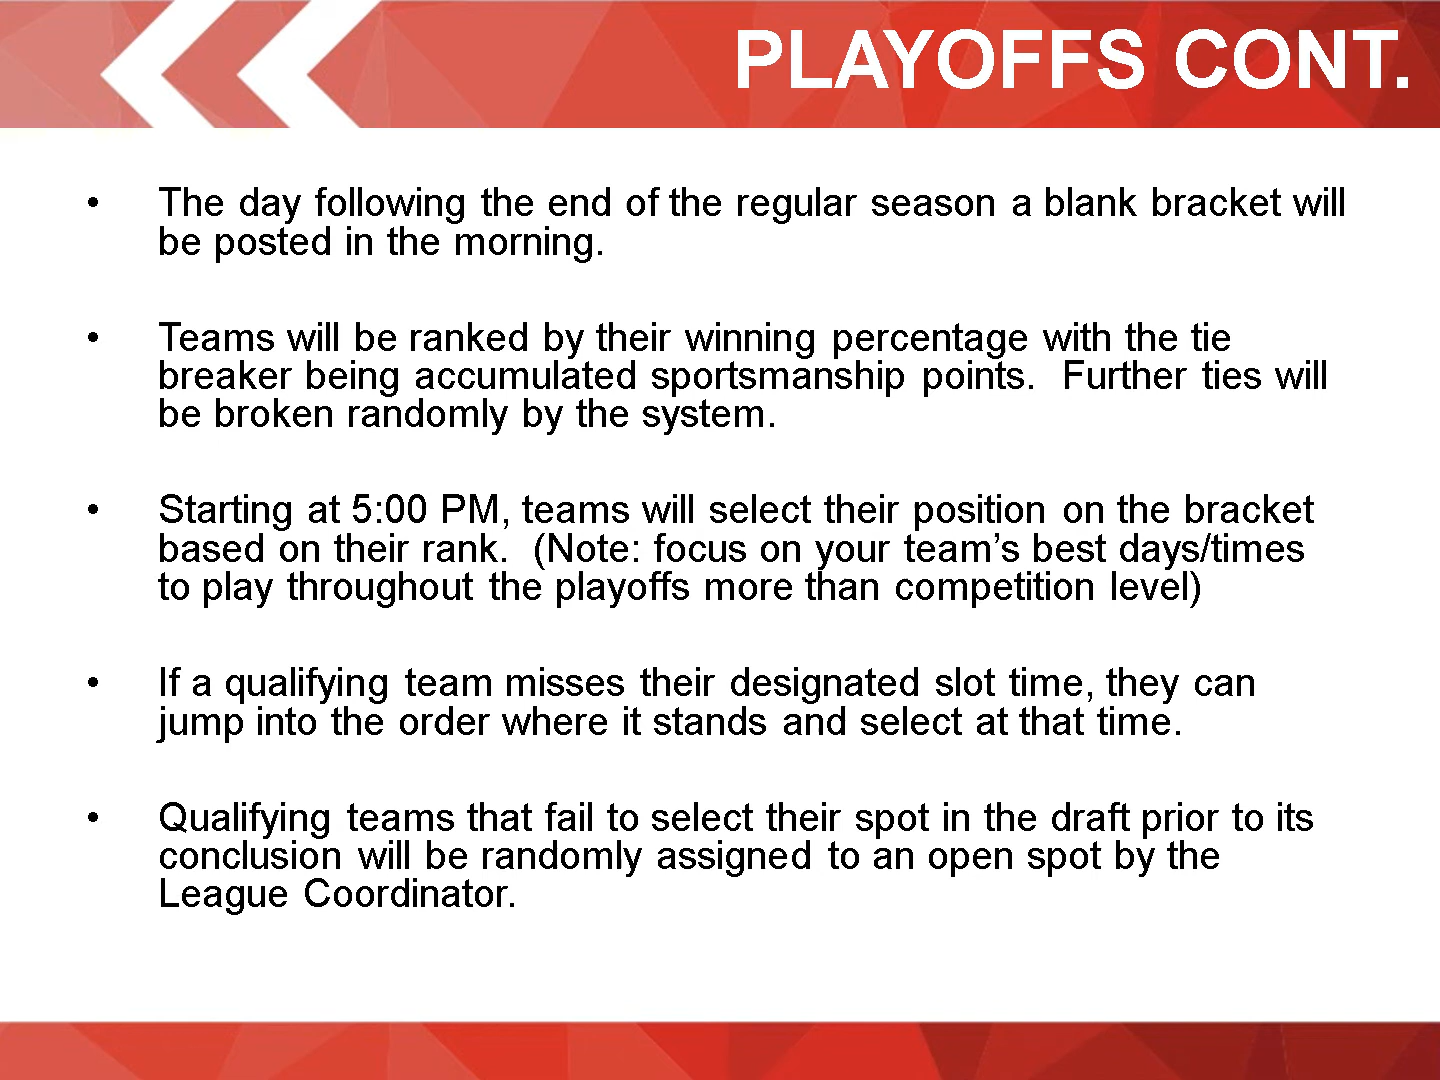 PLAYOFFS CONT.
• The day following the end of the regular season a blank bracket will
be posted in the morning.
• Teams will be ranked by their winning percentage with the tie
breaker being accumulated sportsmanship points.  Further ties will
be broken randomly by the system.
• Starting at 5:00 PM, teams will select their position on the bracket
based on their rank.  (Note: focus on your team’s best days/times
to play throughout the playoffs more than competition level)
• If a qualifying team misses their designated slot time, they can
jump into the order where it stands and select at that time.
• Qualifying teams that fail to select their spot in the draft prior to its
conclusion will be randomly assigned to an open spot by the
League Coordinator.